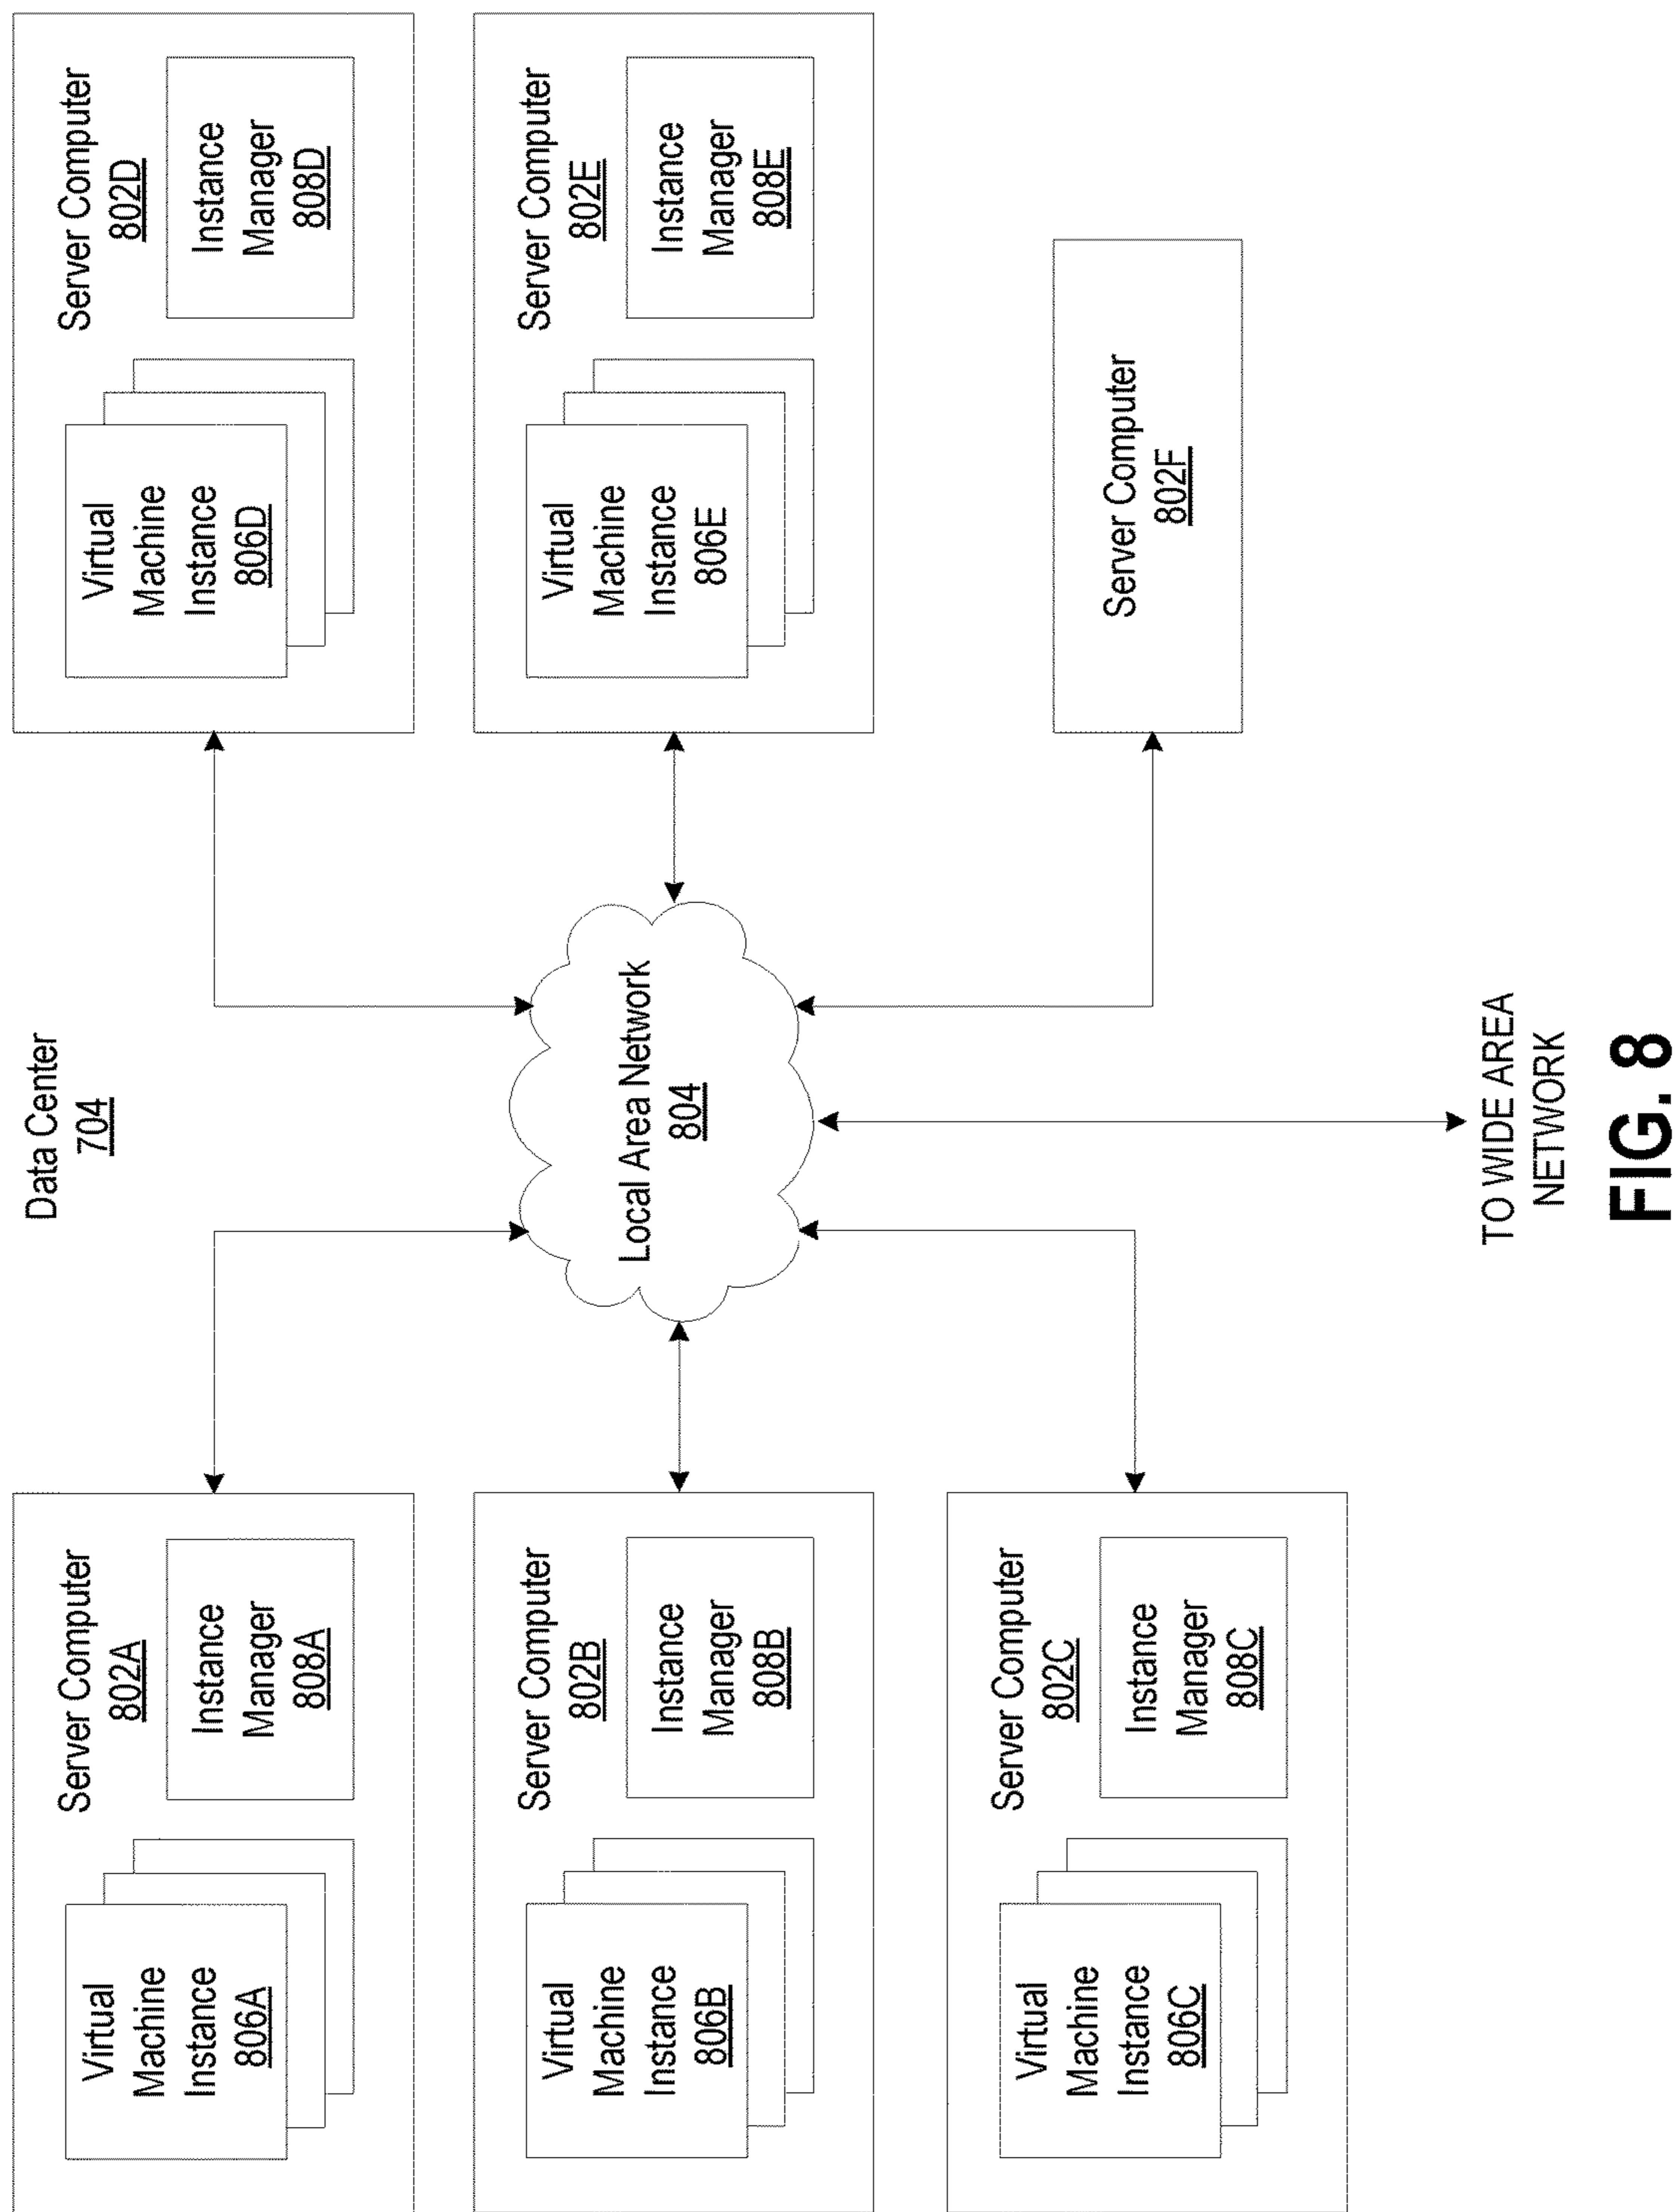 Data Center
704
Server Computer
802A
Virtual
Machine
Instance
806A
Instance
Manager
808A
Server Computer
802B
Virtual
Machine
Instance
806B
Instance
Manager
808B
Server Computer
802C
Virtual
Machine
Instance
806C
Instance
Manager
808C
Local Area Network
804
Server Computer
802D
Virtual
Machine
Instance
806D
Instance
Manager
808D
Server Computer
802E
Virtual
Machine
Instance
806E
Instance
Manager
808E
Server Computer
802F
TO WIDE AREA
NETWORK
FIG. 8